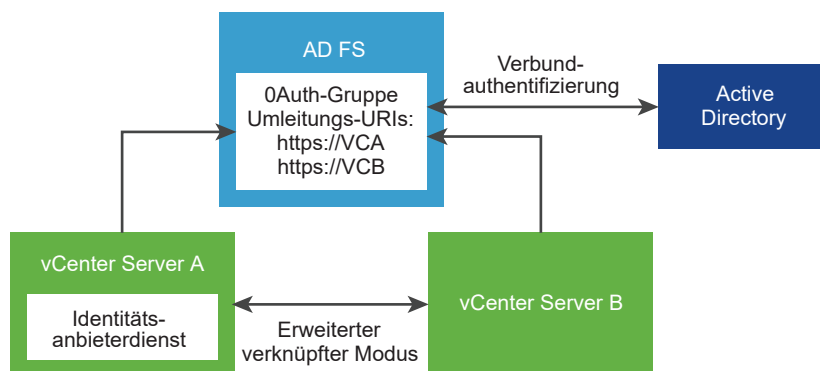 AD FS
0Auth-Gruppe
Umleitungs-URIs:
https://VCA
https://VCB
Verbund-
authentifizierung
Active
Directory
vCenter Server A
Identitäts-
anbieterdienst
Erweiterter
verknüpfter Modus
vCenter Server B